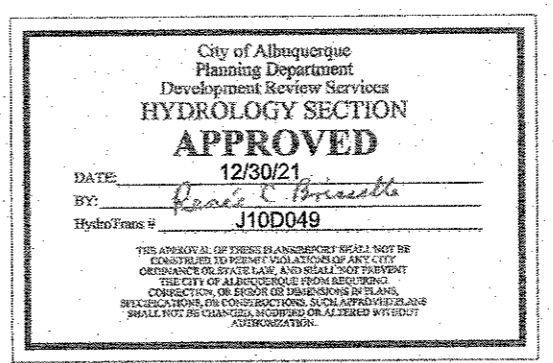 City of Albuquerque
Planning Department
Development Review Services
HYDROLOGY SECTION
APPROVED
DATE: 12/30/21
BY: Renée C Brissette
HydroTrans # J10D049
THE APPROVAL OF THESE PLANS/REPORT SHALL NOT BE
CONSTRUED TO PERMIT VIOLATIONS OF ANY CITY
ORDINANCE OR STATE LAW, AND SHALL NOT PREVENT
THE CITY OF ALBUQUERQUE FROM REQUIRING
CORRECTION, OR ERROR OR DIMENSIONS IN PLANS,
SPECIFICATIONS, OR CONSTRUCTIONS. SUCH APPROVED PLANS
SHALL NOT BE CHANGED, MODIFIED OR ALTERED WITHOUT
AUTHORIZATION.